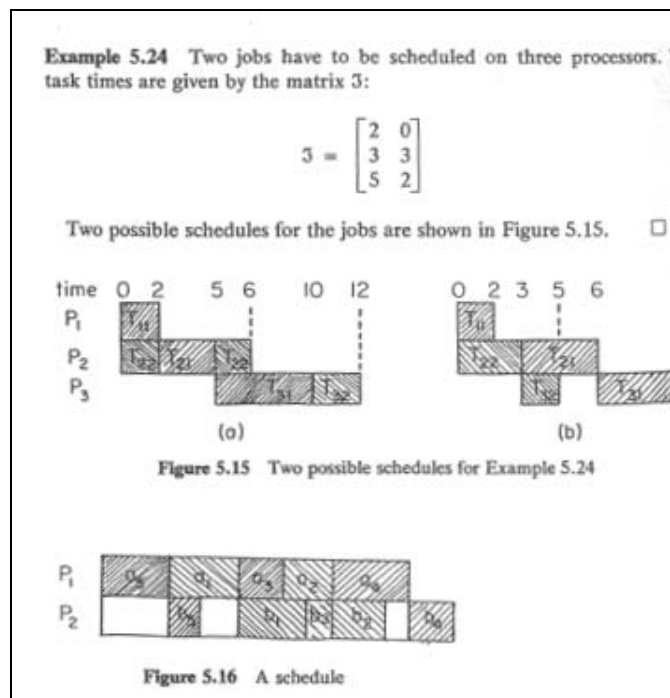 Example 5.24 Two jobs have to be scheduled on three processors.
task times are given by the matrix ℑ:
ℑ = [2 0
3 3
5 2]
Two possible schedules for the jobs are shown in Figure 5.15. □
time 0 2 5 6 10 12 0 2 3 5 6
P₁ T₁₁ T₁₁
P₂ T₂₂ T₂₁ T₂₂ T₂₂ T₂₁
P₃ T₃₁ T₃₂ T₃₁
(a) (b)
Figure 5.15 Two possible schedules for Example 5.24
P₁ a₅ a₁ a₃ a₂ a₄
P₂ b₅ b₁ b₃ b₂ b₄
Figure 5.16 A schedule